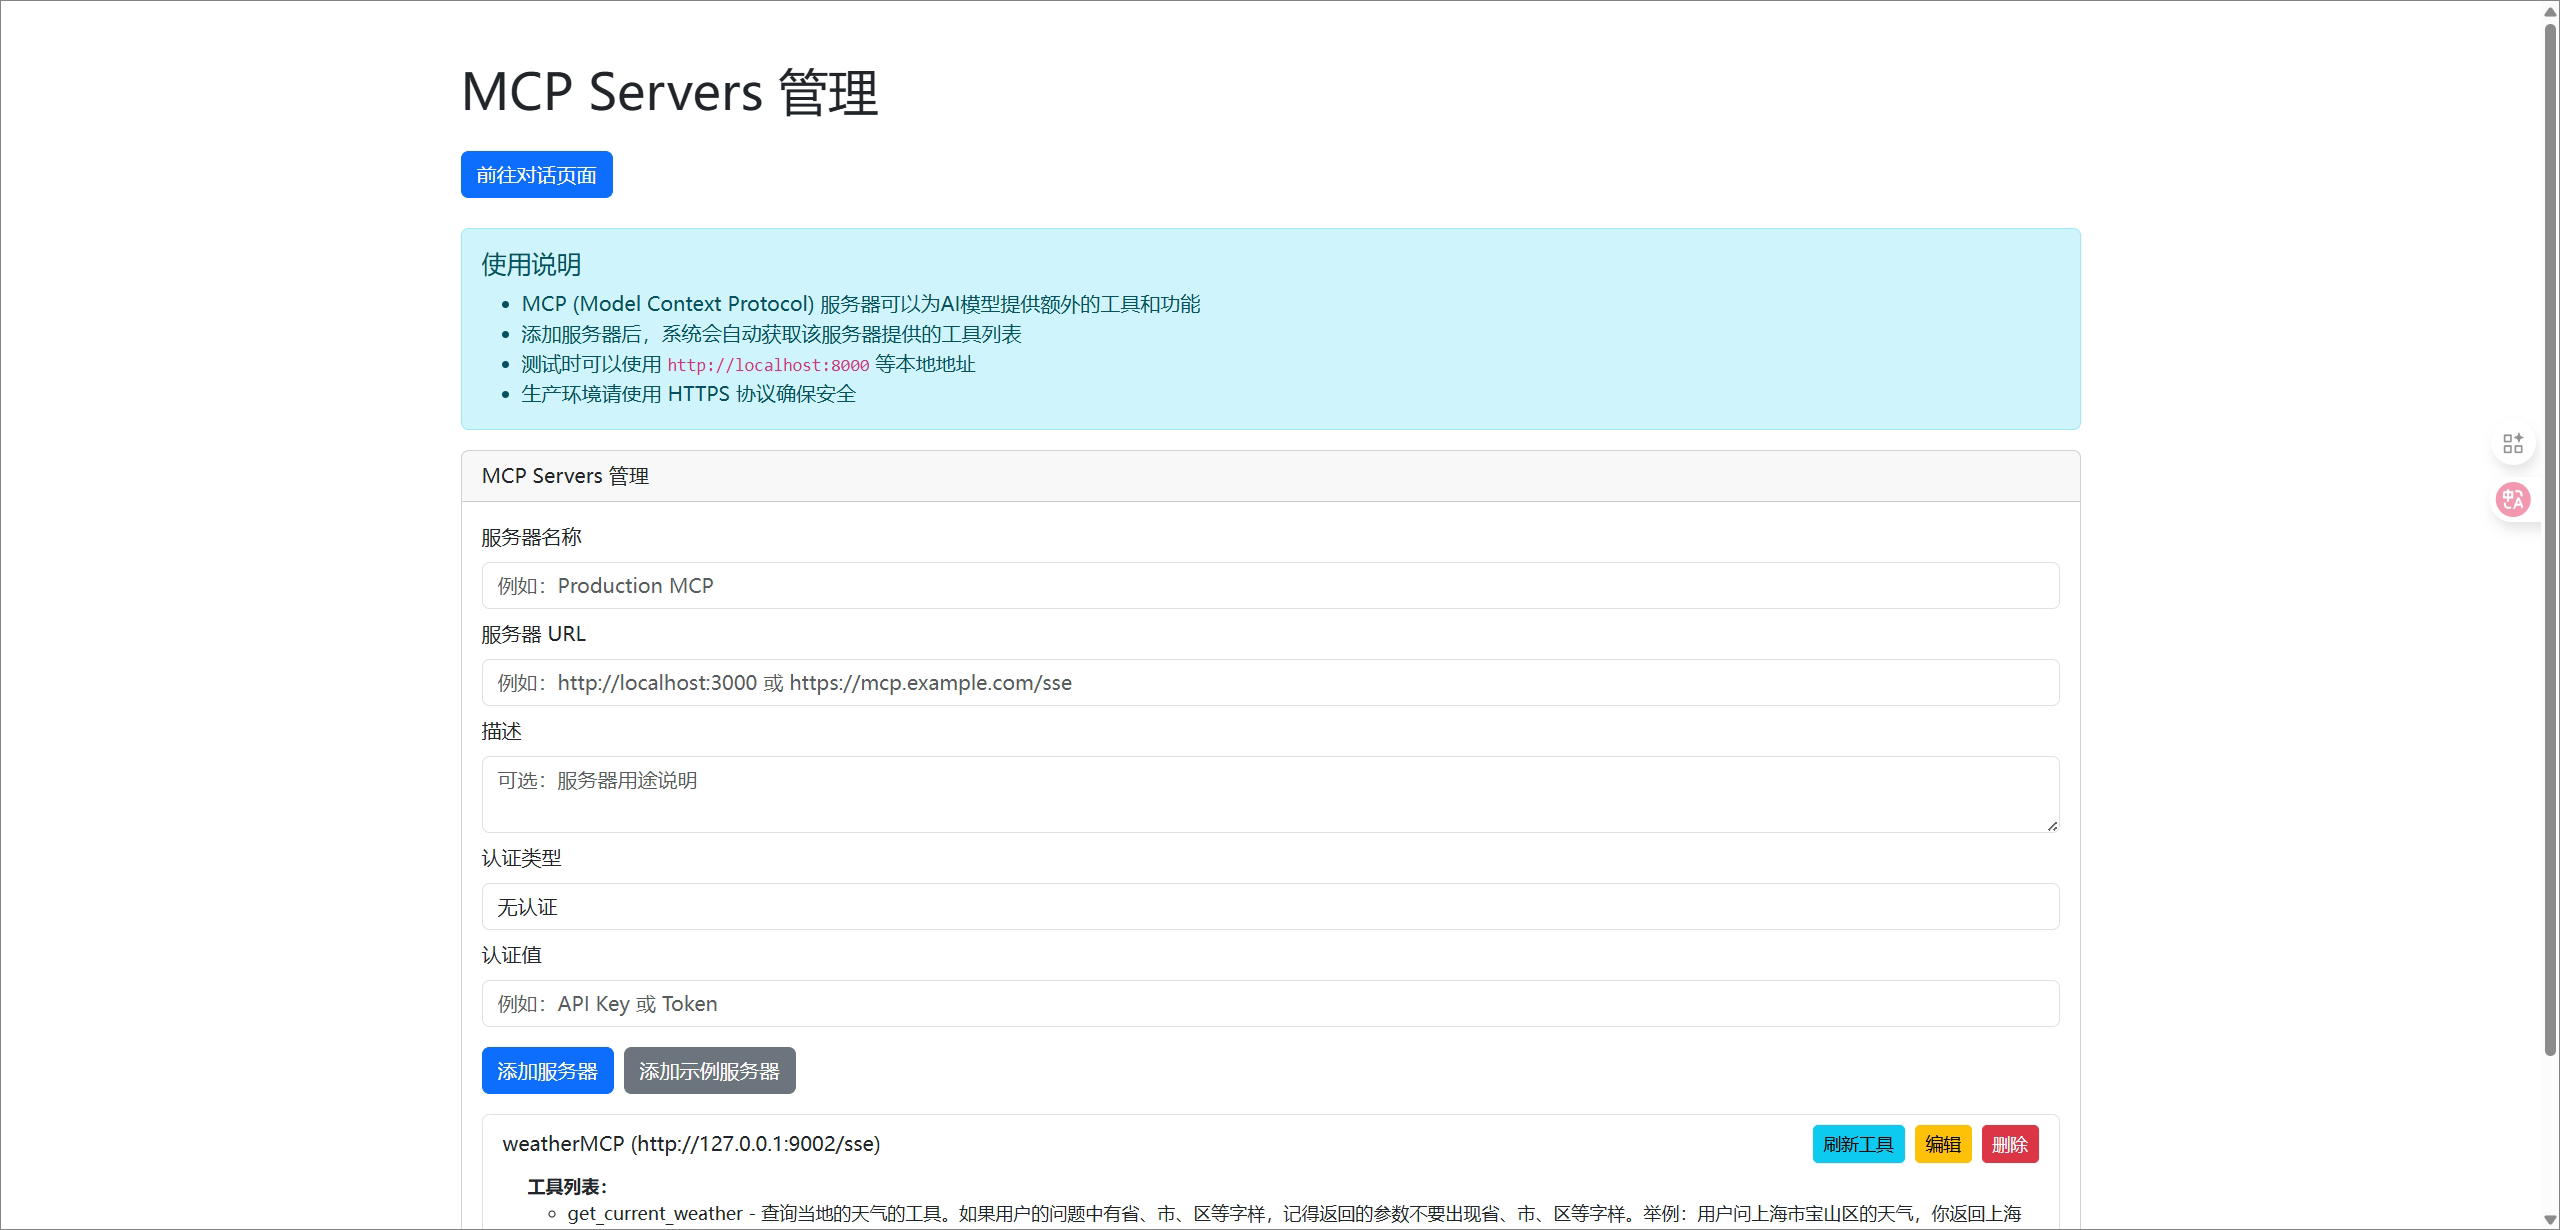 MCP Servers 管理
前往对话页面
使用说明
MCP (Model Context Protocol) 服务器可以为AI模型提供额外的工具和功能
添加服务器后，系统会自动获取该服务器提供的工具列表
测试时可以使用 http://localhost:8000 等本地地址
生产环境请使用 HTTPS 协议确保安全
MCP Servers 管理
服务器名称
例如：Production MCP
服务器 URL
例如：http://localhost:3000 或 https://mcp.example.com/sse
描述
可选：服务器用途说明
认证类型
无认证
认证值
例如：API Key 或 Token
添加服务器 添加示例服务器
weatherMCP (http://127.0.0.1:9002/sse) 刷新工具 编辑 删除
工具列表：
get_current_weather - 查询当地的天气的工具。如果用户的问题中有省、市、区等字样，记得返回的参数不要出现省、市、区等字样。举例：用户问上海市宝山区的天气，你返回上海